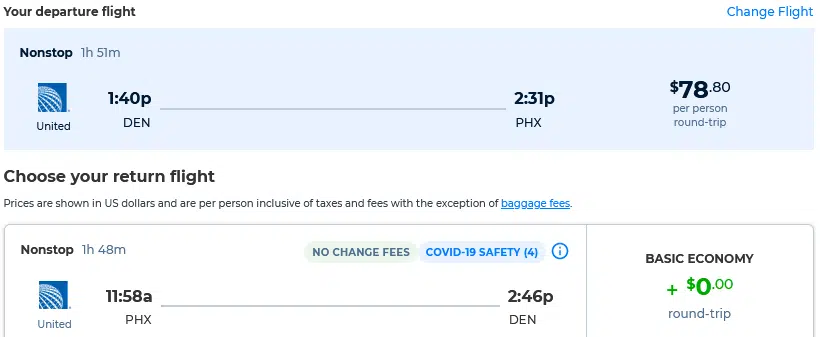 Your departure flight Change Flight
Nonstop 1h 51m
1:40p 2:31p $78.80
United DEN PHX per person
round-trip
Choose your return flight
Prices are shown in US dollars and are per person inclusive of taxes and fees with the exception of baggage fees.
Nonstop 1h 48m NO CHANGE FEES COVID-19 SAFETY (4) i
BASIC ECONOMY
11:58a 2:46p + $0.00
United PHX DEN round-trip